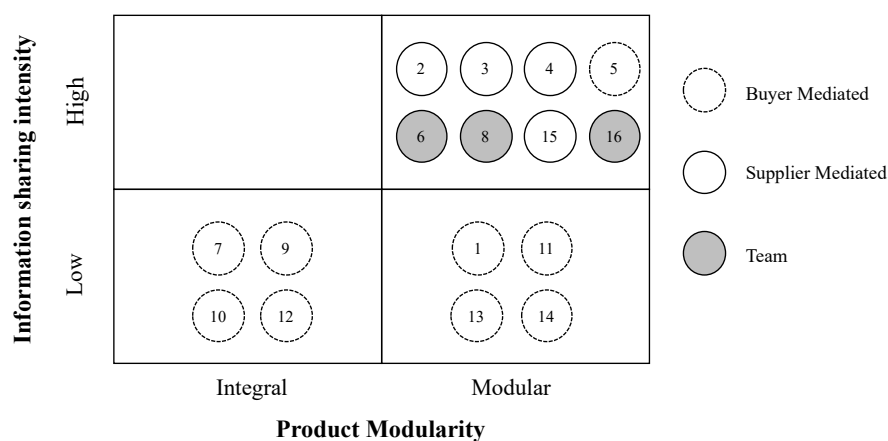 Information sharing intensity
High
Low
2 3 4 5
6 8 15 16
7 9
10 12
1 11
13 14
Integral
Modular
Product Modularity
Buyer Mediated
Supplier Mediated
Team